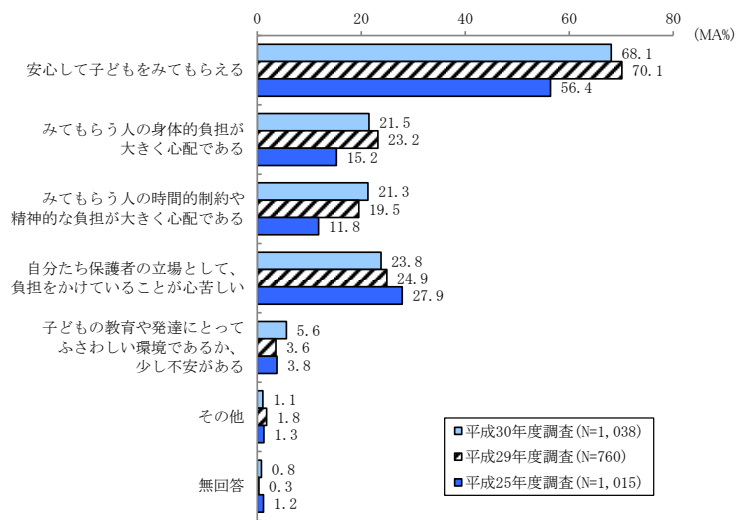 0
20
40
60
80
(MA%)
安心して子どもをみてもらえる
68.1
70.1
56.4
みてもらう人の身体的負担が
大きく心配である
21.5
23.2
15.2
みてもらう人の時間的制約や
精神的な負担が大きく心配である
21.3
19.5
11.8
自分たち保護者の立場として、
負担をかけていることが心苦しい
23.8
24.9
27.9
子どもの教育や発達にとって
ふさわしい環境であるか、
少し不安がある
5.6
3.6
3.8
その他
1.1
1.8
1.3
無回答
0.8
0.3
1.2
平成30年度調査(N=1,038)
平成29年度調査(N=760)
平成25年度調査(N=1,015)